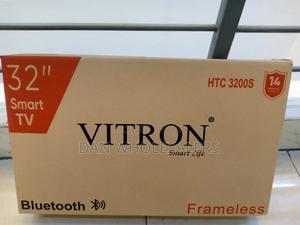 32"
Smart
TV
HTC 3200S
14
VITRON®
Smart Life
DAN WHOLESALERS
Bluetooth
Frameless